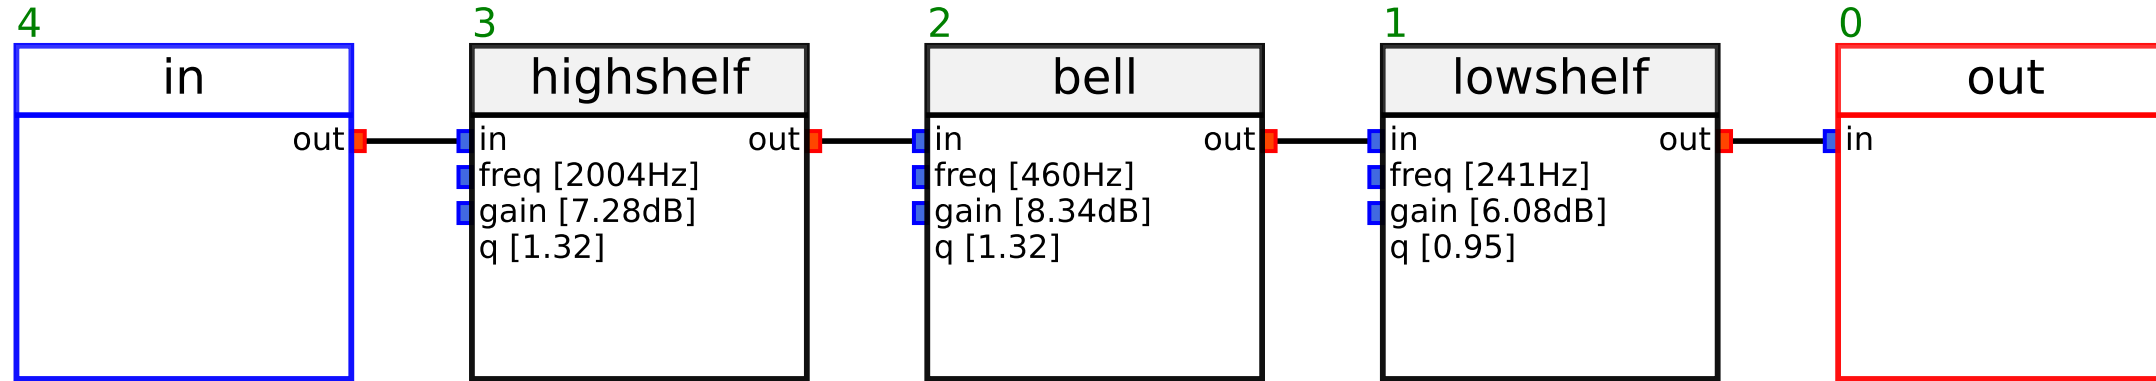 4
in
out
3
highshelf
in out
freq [2004Hz]
gain [7.28dB]
q [1.32]
2
bell
in out
freq [460Hz]
gain [8.34dB]
q [1.32]
1
lowshelf
in out
freq [241Hz]
gain [6.08dB]
q [0.95]
0
out
in